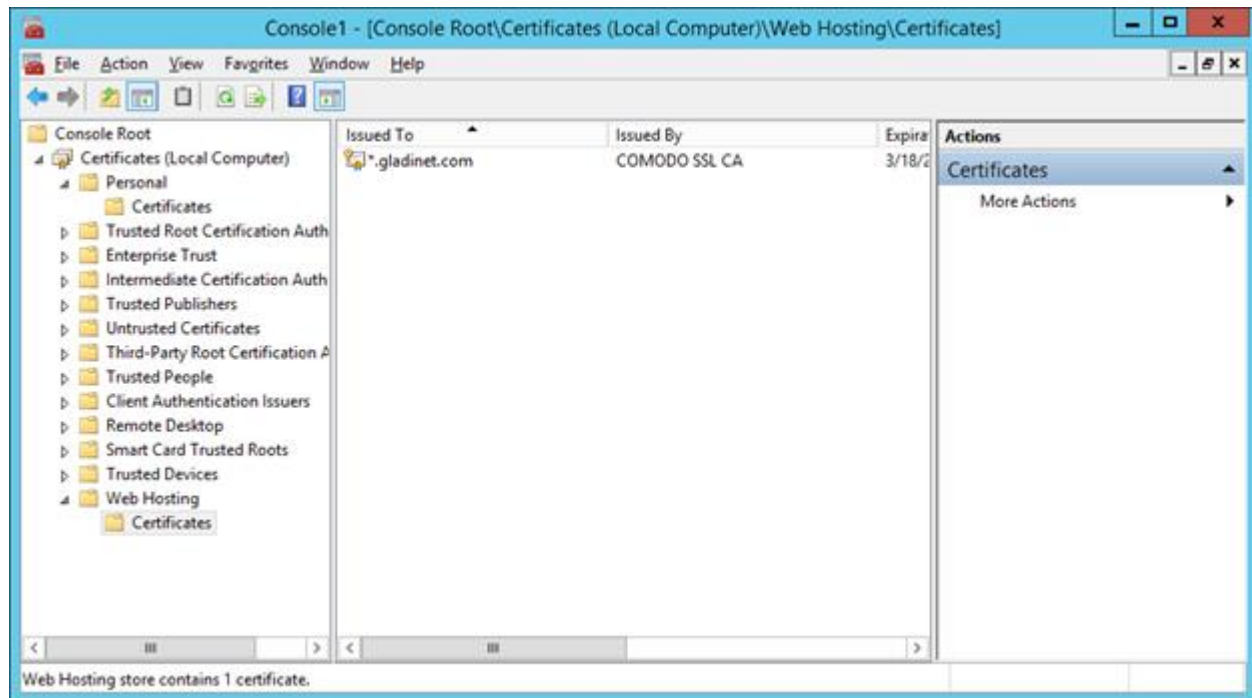 Console1 - [Console Root\Certificates (Local Computer)\Web Hosting\Certificates]
File Action View Favorites Window Help
Console Root
Certificates (Local Computer)
Personal
Certificates
Trusted Root Certification Auth
Enterprise Trust
Intermediate Certification Auth
Trusted Publishers
Untrusted Certificates
Third-Party Root Certification A
Trusted People
Client Authentication Issuers
Remote Desktop
Smart Card Trusted Roots
Trusted Devices
Web Hosting
Certificates
Issued To Issued By Expira
*.gladinet.com COMODO SSL CA 3/18/2
Actions
Certificates
More Actions
Web Hosting store contains 1 certificate.